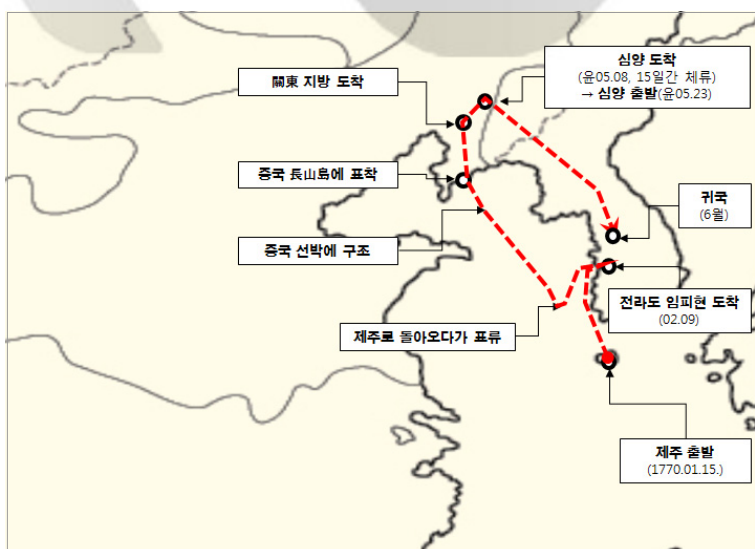 심양 도착
(윤05.08, 15일간 체류)
→ 심양 출발(윤05.23)
關東 지방 도착
중국 長山島에 표착
귀국
(6월)
중국 선박에 구조
전라도 임피현 도착
(02.09)
제주로 돌아오다가 표류
제주 출발
(1770.01.15.)